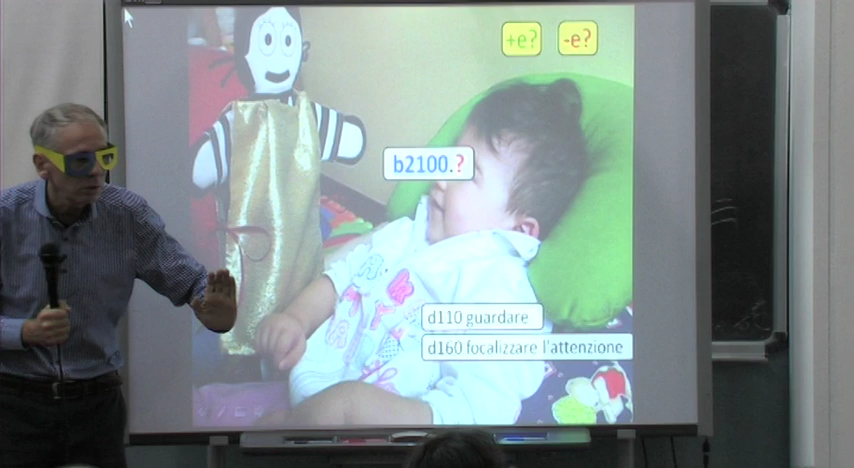 +e?
-e?
b2100.?
d110 guardare
d160 focalizzare l'attenzione